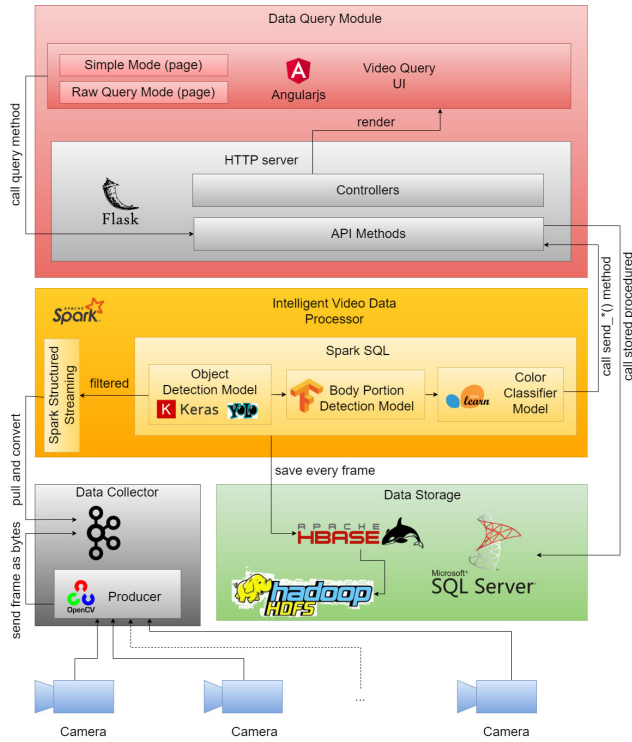 Data Query Module
Simple Mode (page)
Raw Query Mode (page)
Angularjs
Video Query
UI
call query method
render
HTTP server
Flask
Controllers
API Methods
call send_*() method
call stored procedured
APACHE
Spark
Intelligent Video Data
Processor
Spark SQL
Spark Structured
Streaming
filtered
Object
Detection Model
K Keras YOLO
Body Portion
Detection Model
learn
Color
Classifier
Model
pull and convert
save every frame
send frame as bytes
Data Collector
OpenCV
Producer
Data Storage
APACHE
HBASE
hadoop
HDFS
Microsoft®
SQL Server
Camera
Camera
...
Camera